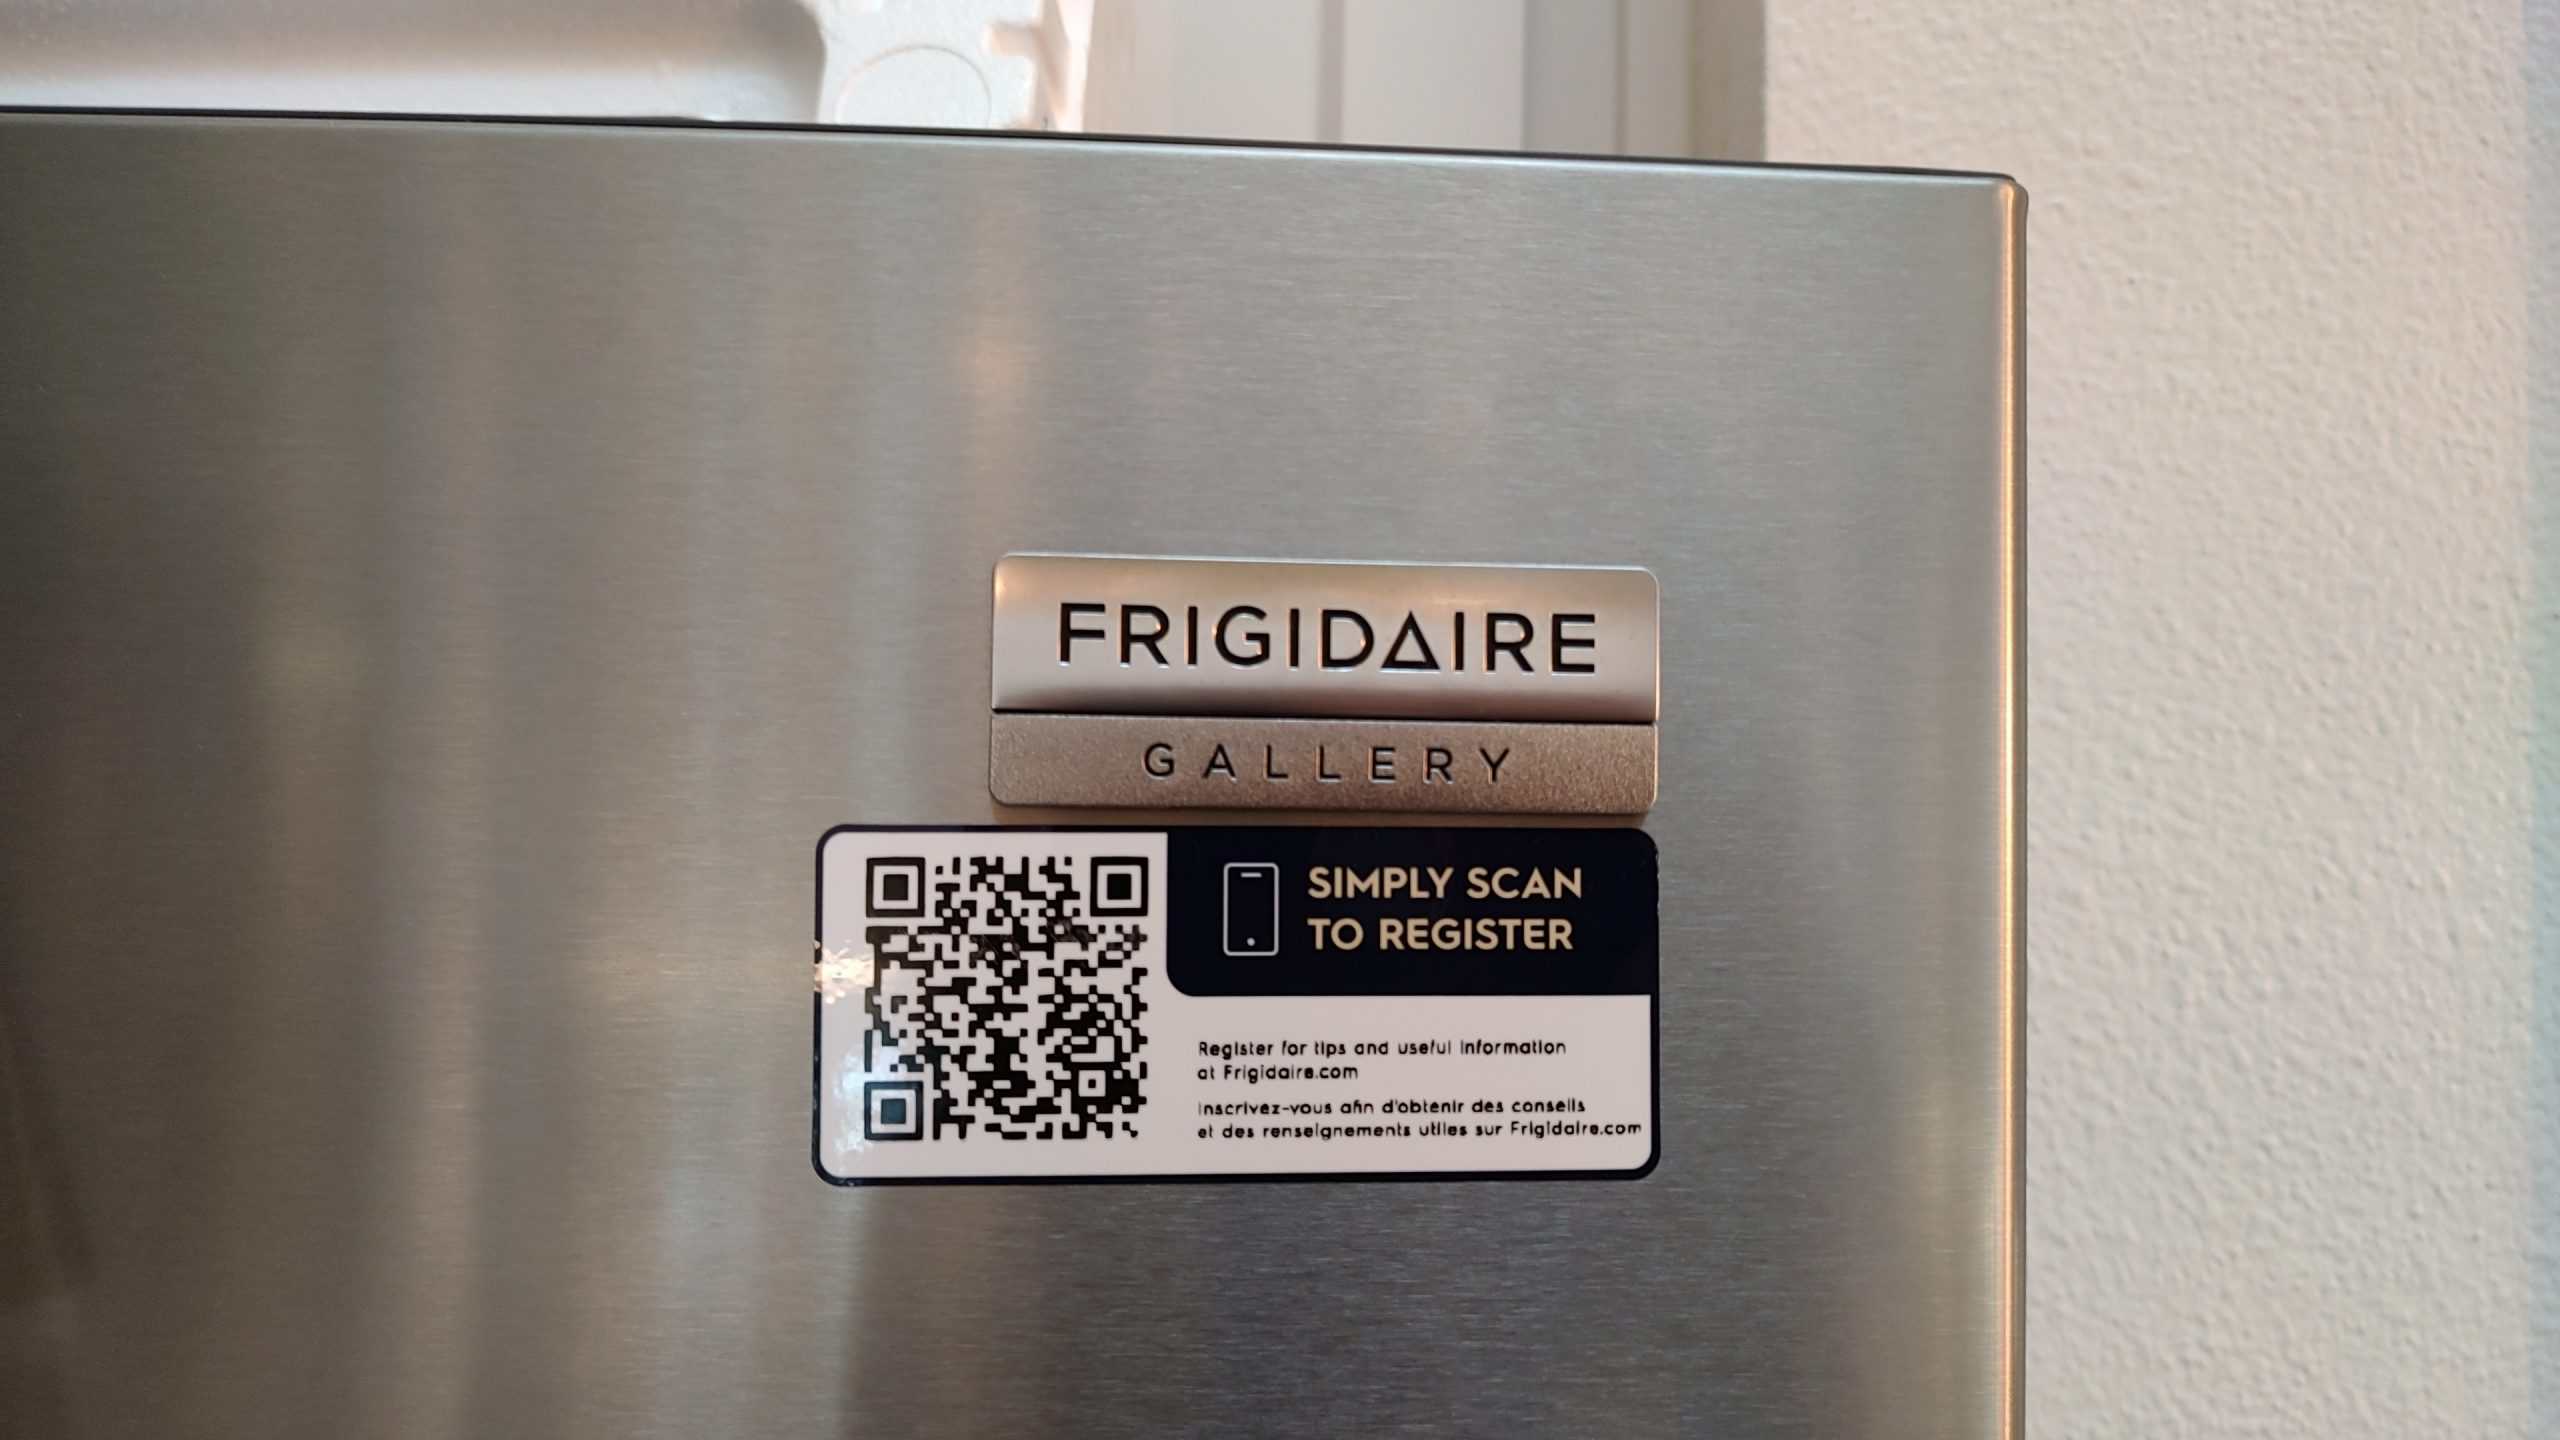 FRIGIDAIRE
GALLERY
SIMPLY SCAN
TO REGISTER
Register for tips and useful information
at Frigidaire.com
Inscrivez-vous afin d'obtenir des conseils
et des renseignements utiles sur Frigidaire.com